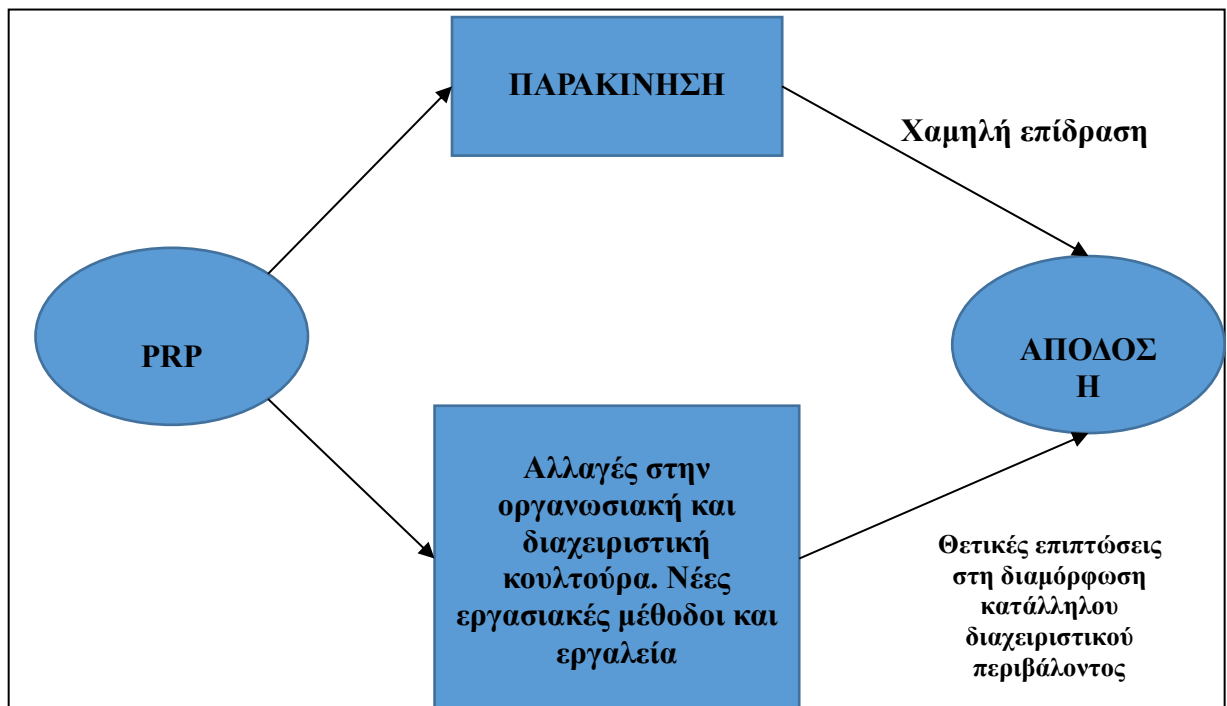 ΠΑΡΑΚΙΝΗΣΗ
Χαμηλή επίδραση
PRP
ΑΠΟΔΟΣ
Η
Αλλαγές στην
οργανωσιακή και
διαχειριστική
κουλτούρα. Νέες
εργασιακές μέθοδοι και
εργαλεία
Θετικές επιπτώσεις
στη διαμόρφωση
κατάλληλου
διαχειριστικού
περιβάλοντος